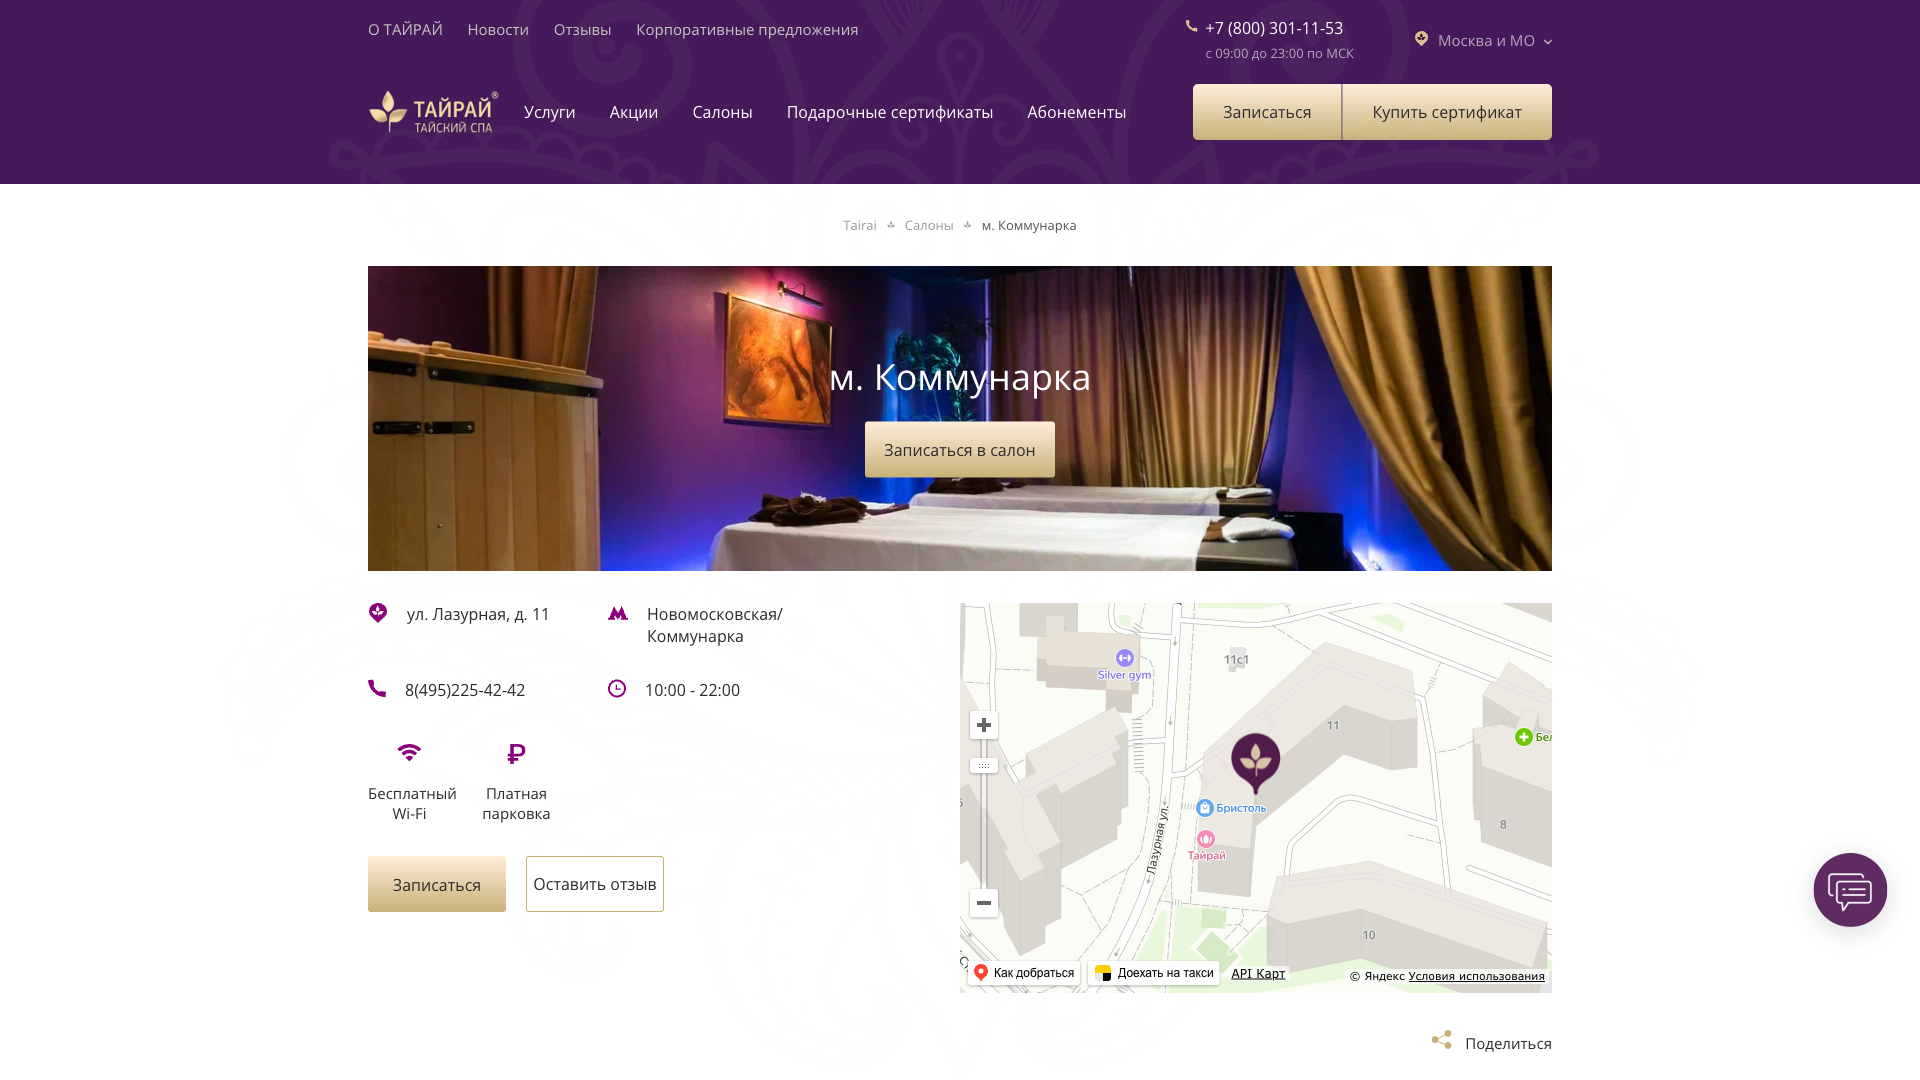 О ТАЙРАЙ Новости Отзывы Корпоративные предложения
+7 (800) 301-11-53
с 09:00 до 23:00 по МСК
Москва и МО
ТАЙРАЙ®
ТАЙСКИЙ СПА
Услуги Акции Салоны Подарочные сертификаты Абонементы
Записаться
Купить сертификат
Tairai Салоны м. Коммунарка
м. Коммунарка
Записаться в салон
ул. Лазурная, д. 11
Новомосковская/
Коммунарка
8(495)225-42-42
10:00 - 22:00
Бесплатный
Wi-Fi
Платная
парковка
Записаться
Оставить отзыв
Silver gym
11с1
11
Бел
Бристоль
Тайрай
Лазурная ул.
8
10
Как добраться
Доехать на такси
API Карт
© Яндекс Условия использования
Поделиться